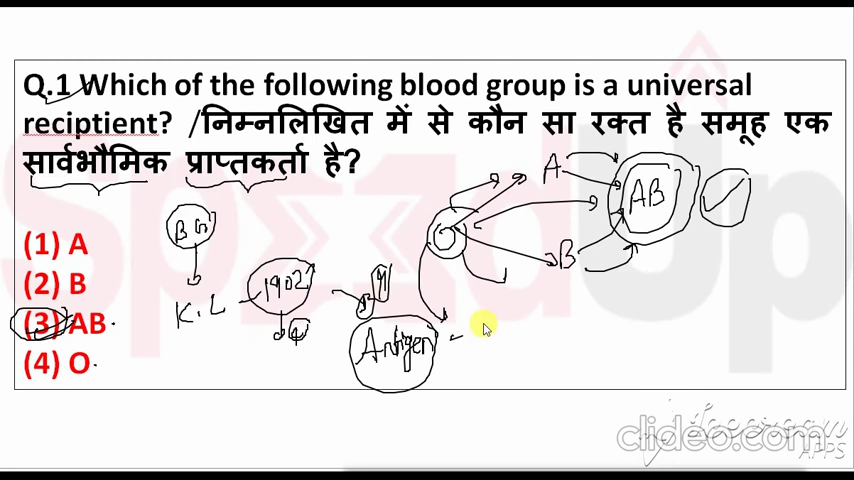 Q.1 Which of the following blood group is a universal
reciptient? /निम्नलिखित में से कौन सा रक्त है समूह एक
सार्वभौमिक प्राप्तकर्ता है?
A
AB
B
(1) A
(2) B
(3) AB
(4) O
K.L
1902
Antigen
clideo.com
APPS